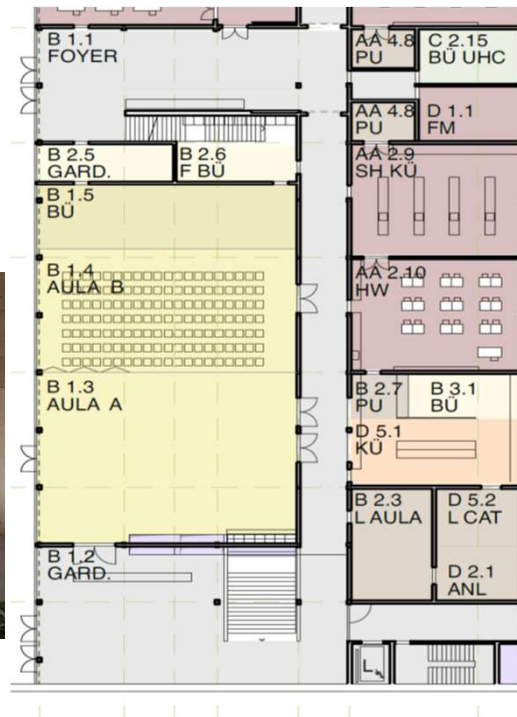 B 1.1
FOYER
AA 4.8
PU
C 2.15
BÜ UHC
AA 4.8
PU
D 1.1
FM
B 2.5
GARD.
B 2.6
F BÜ
AA 2.9
SH KÜ
B 1.5
BÜ
B 1.4
AULA B
AA 2.10
HW
B 1.3
AULA A
B 2.7
PU
B 3.1
BÜ
D 5.1
KÜ
B 2.3
L AULA
D 5.2
L CAT
B 1.2
GARD.
D 2.1
ANL
L